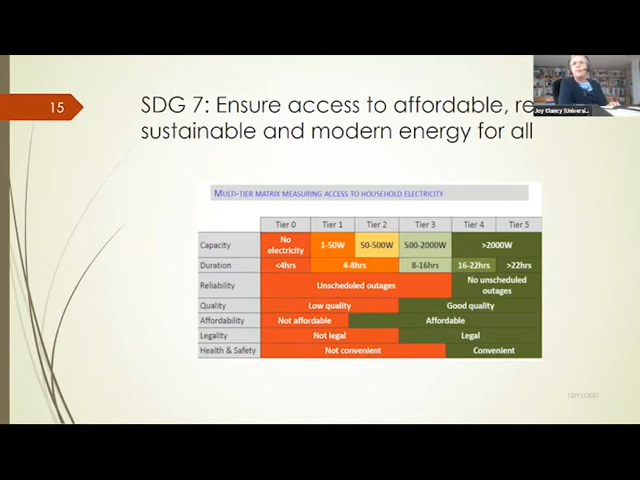 15
SDG 7: Ensure access to affordable, re
sustainable and modern energy for all
Joy Clancy (Universi...
MULTI-TIER MATRIX MEASURING ACCESS TO HOUSEHOLD ELECTRICITY
Tier 0 Tier 1 Tier 2 Tier 3 Tier 4 Tier 5
Capacity No electricity 1-50W 50-500W 500-2000W >2000W
Duration <4hrs 4-8hrs 8-16hrs 16-22hrs >22hrs
Reliability Unscheduled outages No unscheduled outages
Quality Low quality Good quality
Affordability Not affordable Affordable
Legality Not legal Legal
Health & Safety Not convenient Convenient